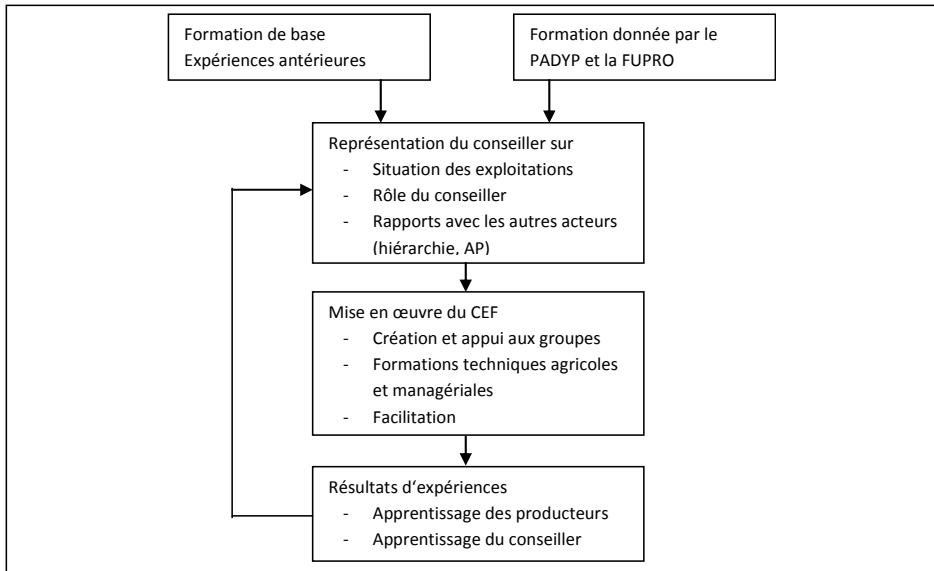 Formation de base
Expériences antérieures
Formation donnée par le
PADYP et la FUPRO
Représentation du conseiller sur
- Situation des exploitations
- Rôle du conseiller
- Rapports avec les autres acteurs
(hiérarchie, AP)
Mise en œuvre du CEF
- Création et appui aux groupes
- Formations techniques agricoles
et managériales
- Facilitation
Résultats d‘expériences
- Apprentissage des producteurs
- Apprentissage du conseiller